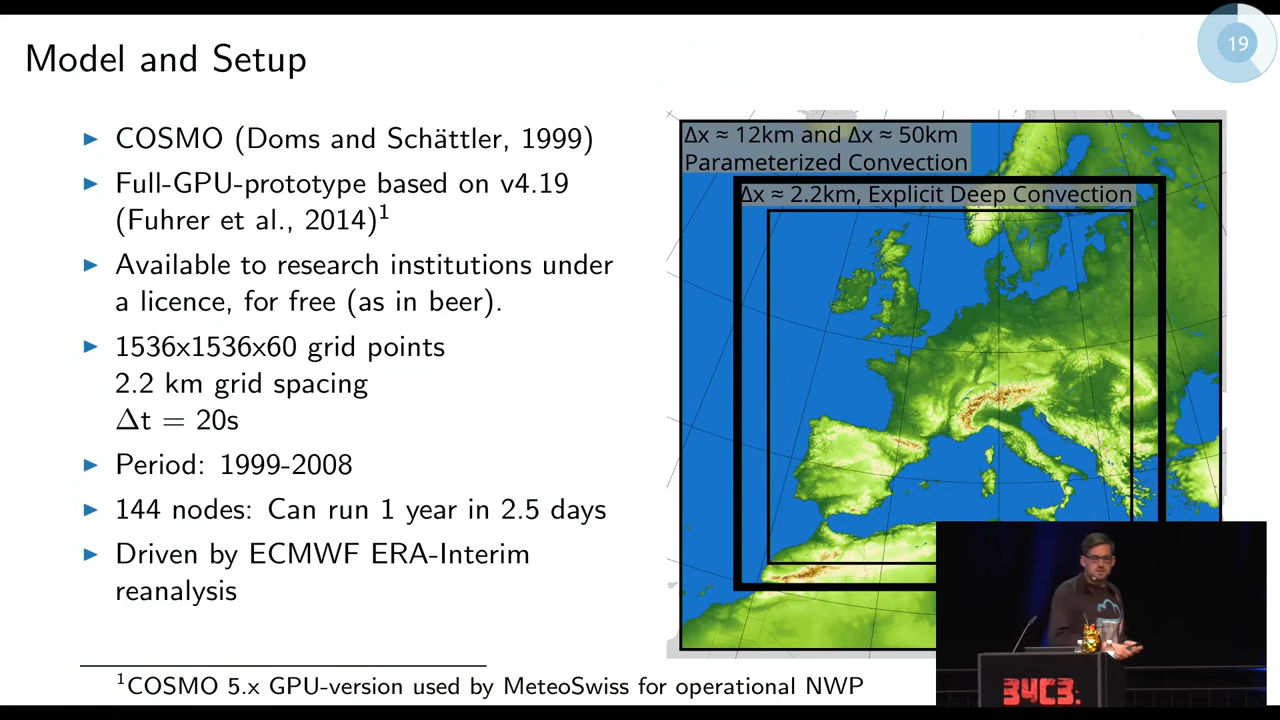 Model and Setup
19
► COSMO (Doms and Schättler, 1999)
► Full-GPU-prototype based on v4.19
(Fuhrer et al., 2014)¹
► Available to research institutions under
a licence, for free (as in beer).
► 1536x1536x60 grid points
2.2 km grid spacing
Δt = 20s
► Period: 1999-2008
► 144 nodes: Can run 1 year in 2.5 days
► Driven by ECMWF ERA-Interim
reanalysis
¹COSMO 5.x GPU-version used by MeteoSwiss for operational NWP
Δx ≈ 12km and Δx ≈ 50km
Parameterized Convection
Δx ≈ 2.2km, Explicit Deep Convection
34C3.